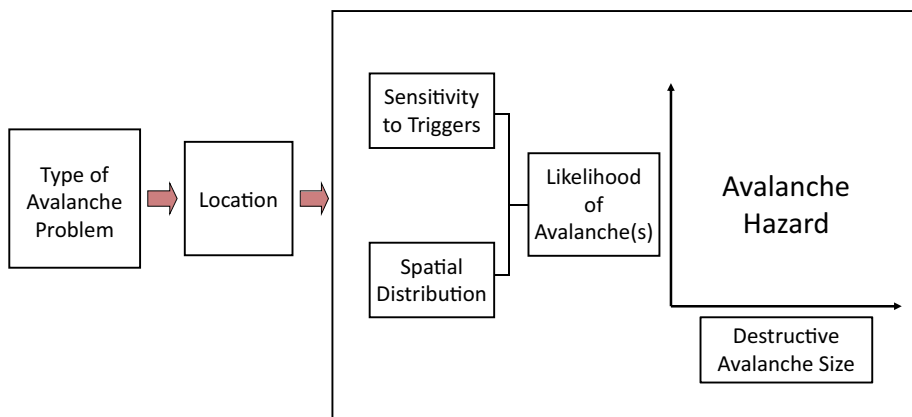 Type of
Avalanche
Problem
Location
Sensitivity
to Triggers
Spatial
Distribution
Likelihood
of
Avalanche(s)
Avalanche
Hazard
Destructive
Avalanche Size